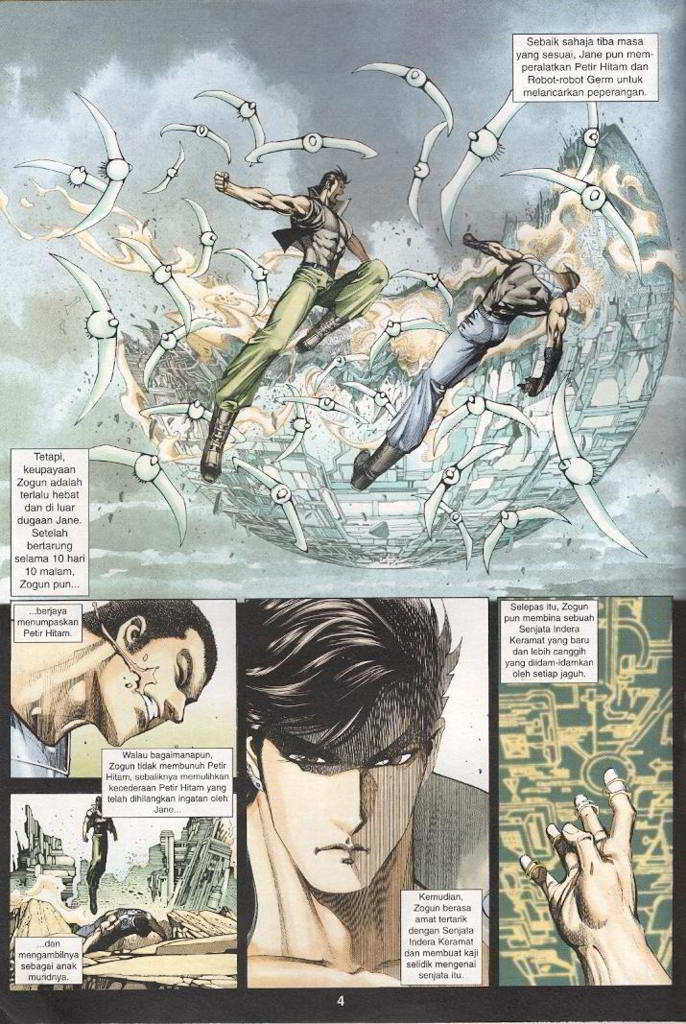 Sebaik sahaja tiba masa
yang sesuai, Jane pun mem-
peralatkan Petir Hitam dan
Robot-robot Germ untuk
melancarkan peperangan.
Tetapi,
keupayaan
Zogun adalah
terlalu hebat
dan di luar
dugaan Jane.
Setelah
bertarung
selama 10 hari
10 malam,
Zogun pun...
...berjaya
menumpaskan
Petir Hitam.
Walau bagaimanapun,
Zogun tidak membunuh Petir
Hitam, sebaliknya memulihkan
kecederaan Petir Hitam yang
telah dihilangkan ingatan oleh
Jane...
...dan
mengambilnya
sebagai anak
muridnya.
Kemudian,
Zogun berasa
amat tertarik
dengan Senjata
Indera Keramat
dan membuat kaji
selidik mengenai
senjata itu.
Selepas itu, Zogun
pun membina sebuah
Senjata Indera
Keramat yang baru
dan lebih canggih
yang diidam-idamkan
oleh setiap jaguh.
4